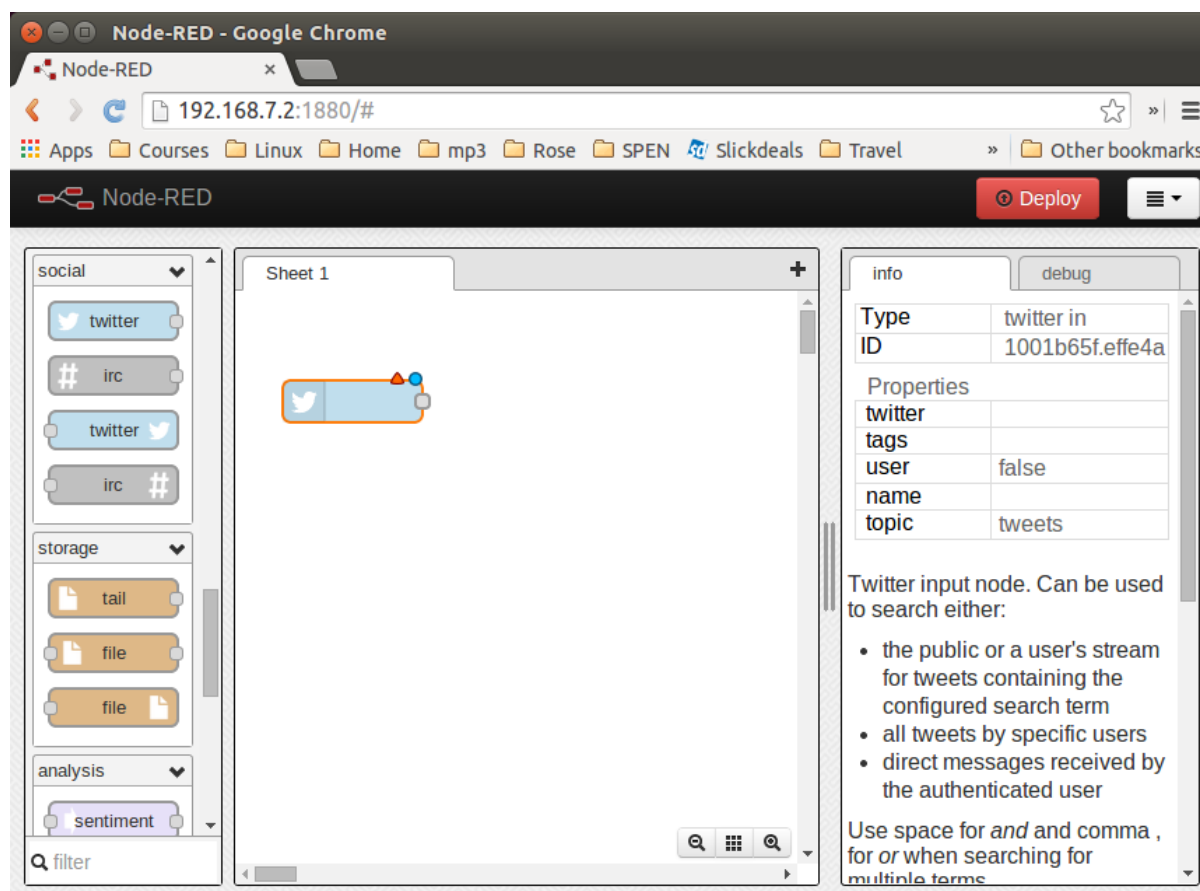 Node-RED - Google Chrome
Node-RED
192.168.7.2:1880/#
Apps Courses Linux Home mp3 Rose SPEN Slickdeals Travel » Other bookmarks
Node-RED
Deploy
social
twitter
irc
twitter
irc
storage
tail
file
file
analysis
sentiment
filter
Sheet 1
info
debug
Type twitter in
ID 1001b65f.effe4a
Properties
twitter
tags
user false
name
topic tweets
Twitter input node. Can be used
to search either:
• the public or a user's stream
for tweets containing the
configured search term
• all tweets by specific users
• direct messages received by
the authenticated user
Use space for and and comma ,
for or when searching for
multiple terms